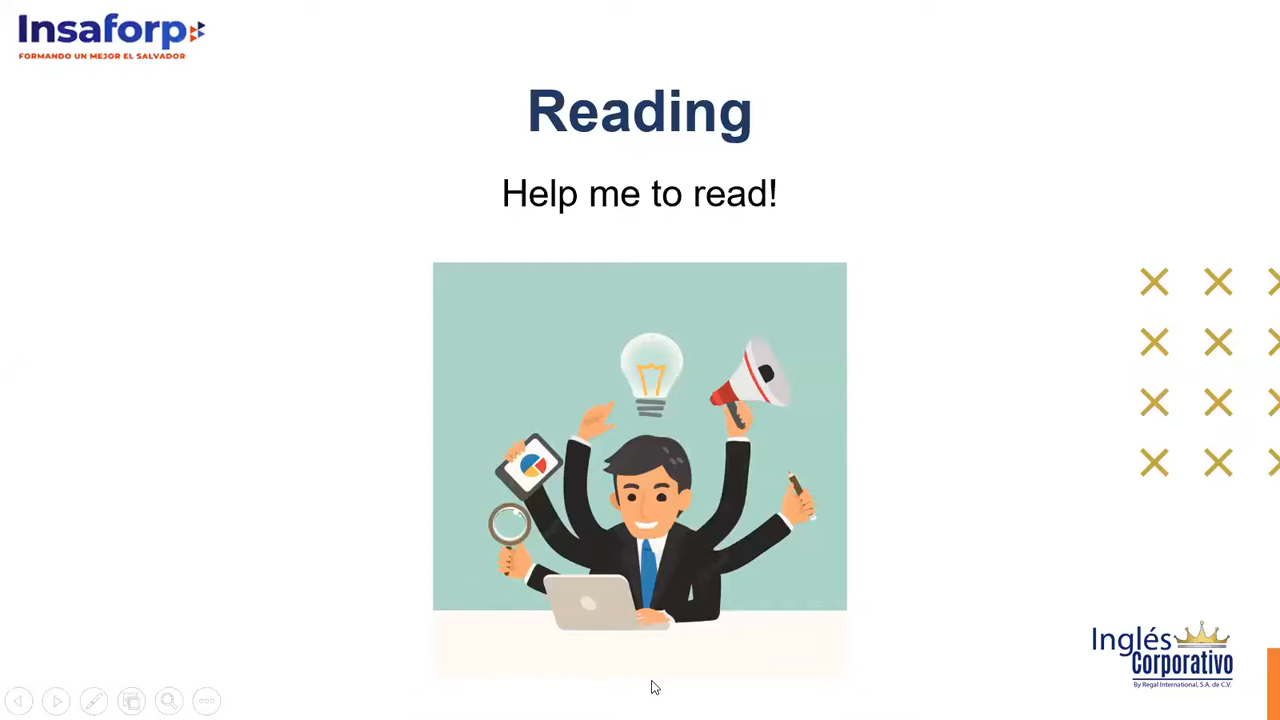 Insaforp
FORMANDO UN MEJOR EL SALVADOR
Reading
Help me to read!
Inglés
Corporativo
By Regal International, S.A. de C.V.